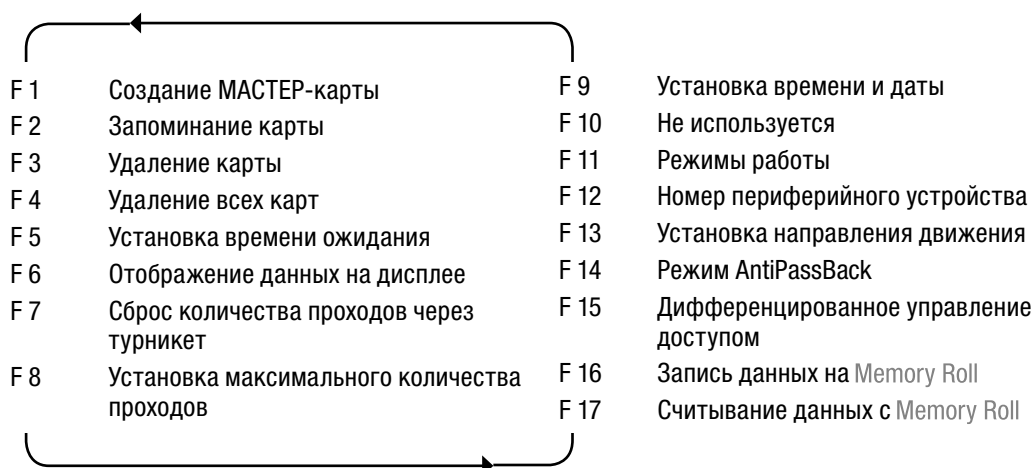 F 1 Создание МАСТЕР-карты
F 2 Запоминание карты
F 3 Удаление карты
F 4 Удаление всех карт
F 5 Установка времени ожидания
F 6 Отображение данных на дисплее
F 7 Сброс количества проходов через
турникет
F 8 Установка максимального количества
проходов
F 9 Установка времени и даты
F 10 Не используется
F 11 Режимы работы
F 12 Номер периферийного устройства
F 13 Установка направления движения
F 14 Режим AntiPassBack
F 15 Дифференцированное управление
доступом
F 16 Запись данных на Memory Roll
F 17 Считывание данных с Memory Roll